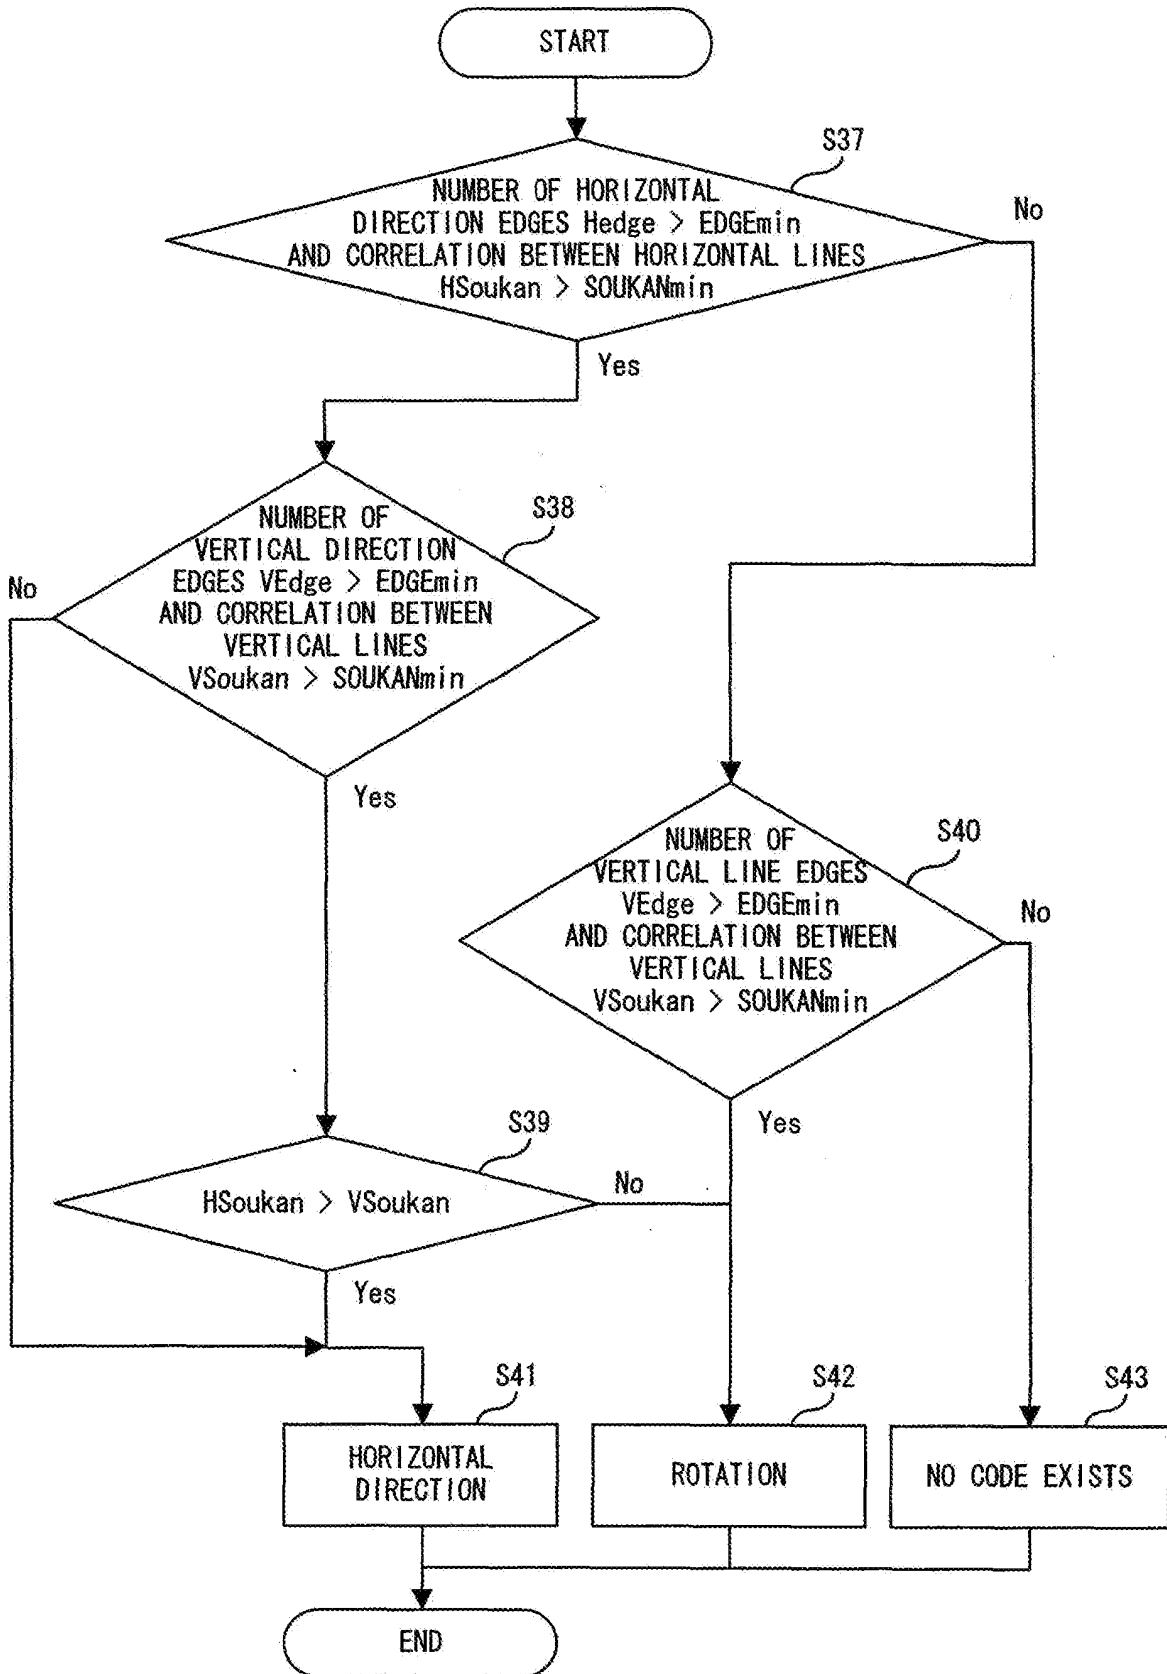 START
S37
NUMBER OF HORIZONTAL
DIRECTION EDGES Hedge > EDGEmin
AND CORRELATION BETWEEN HORIZONTAL LINES
HSoukan > SOUKANmin
No
Yes
S38
NUMBER OF
VERTICAL DIRECTION
EDGES VEdge > EDGEmin
AND CORRELATION BETWEEN
VERTICAL LINES
VSoukan > SOUKANmin
No
Yes
S40
NUMBER OF
VERTICAL LINE EDGES
VEdge > EDGEmin
AND CORRELATION BETWEEN
VERTICAL LINES
VSoukan > SOUKANmin
No
Yes
S39
HSoukan > VSoukan
No
Yes
S41
HORIZONTAL
DIRECTION
S42
ROTATION
S43
NO CODE EXISTS
END